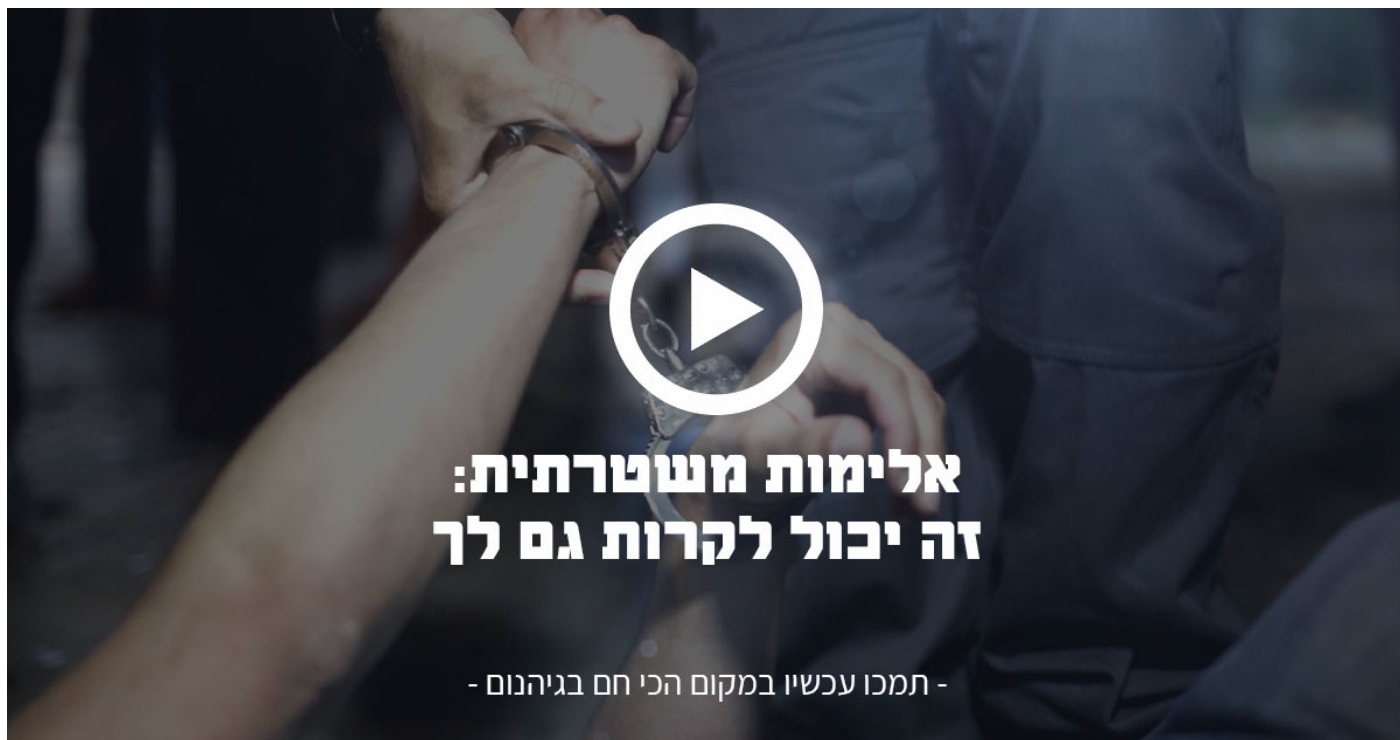 אלימות משטרתית:
זה יכול לקרות גם לך
- תמכו עכשיו במקום הכי חם בגיהנום -